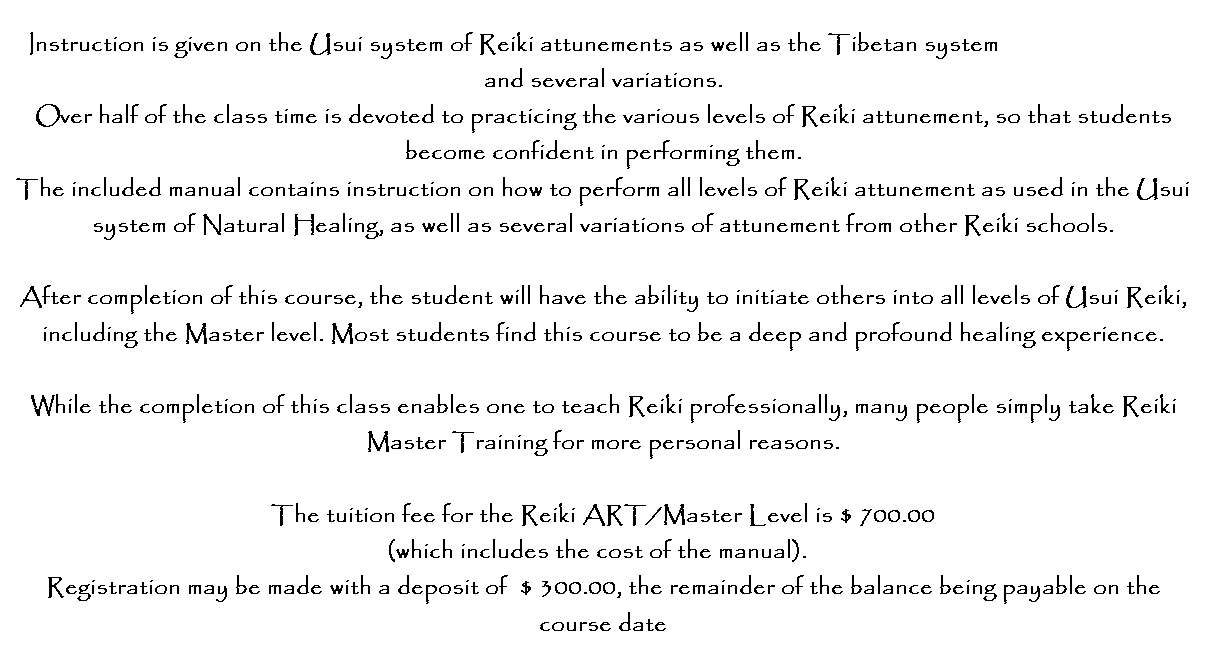 Instruction is given on the Usui system of Reiki attunements as well as the Tibetan system
and several variations.
Over half of the class time is devoted to practicing the various levels of Reiki attunement, so that students
become confident in performing them.
The included manual contains instruction on how to perform all levels of Reiki attunement as used in the Usui
system of Natural Healing, as well as several variations of attunement from other Reiki schools.
After completion of this course, the student will have the ability to initiate others into all levels of Usui Reiki,
including the Master level. Most students find this course to be a deep and profound healing experience.
While the completion of this class enables one to teach Reiki professionally, many people simply take Reiki
Master Training for more personal reasons.
The tuition fee for the Reiki ART/Master Level is $ 700.00
(which includes the cost of the manual).
Registration may be made with a deposit of  $ 300.00, the remainder of the balance being payable on the
course date